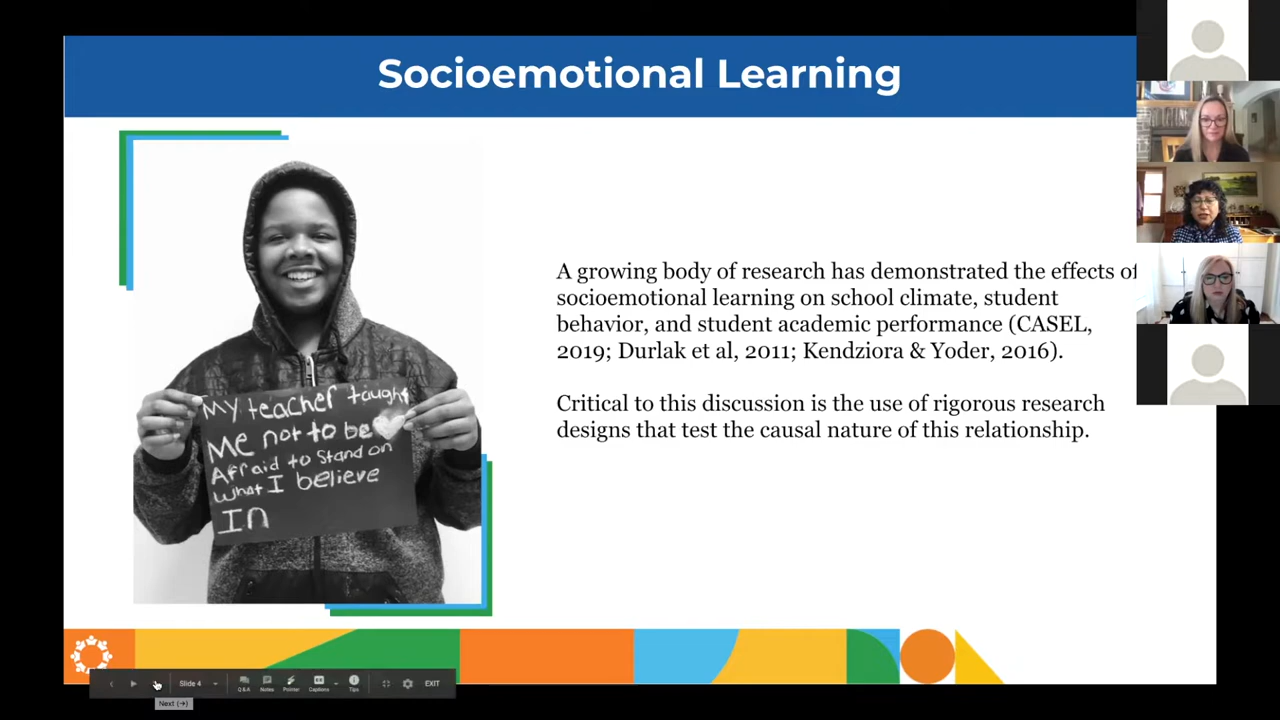 Socioemotional Learning
My teacher taught
Me not to be
Afraid to Stand on
What I believe
In
A growing body of research has demonstrated the effects of
socioemotional learning on school climate, student
behavior, and student academic performance (CASEL,
2019; Durlak et al, 2011; Kendziora & Yoder, 2016).
Critical to this discussion is the use of rigorous research
designs that test the causal nature of this relationship.
Slide 4
Q&A
Notes
Pointer
Captions
Tips
EXIT
Next (→)